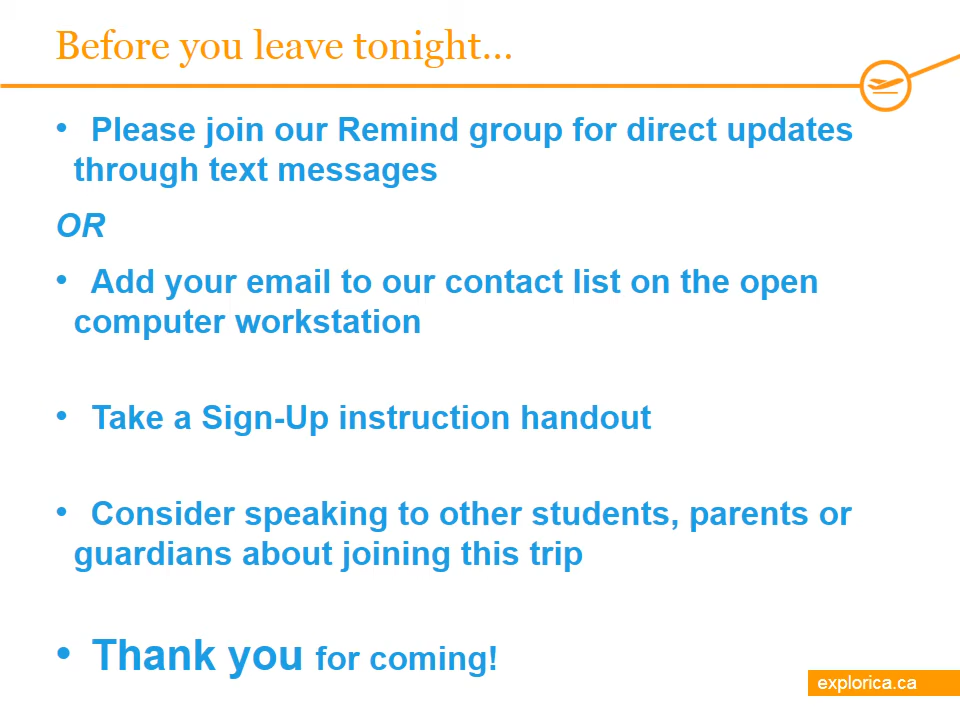 Before you leave tonight...
• Please join our Remind group for direct updates
through text messages
OR
• Add your email to our contact list on the open
computer workstation
• Take a Sign-Up instruction handout
• Consider speaking to other students, parents or
guardians about joining this trip
• Thank you for coming!
explorica.ca